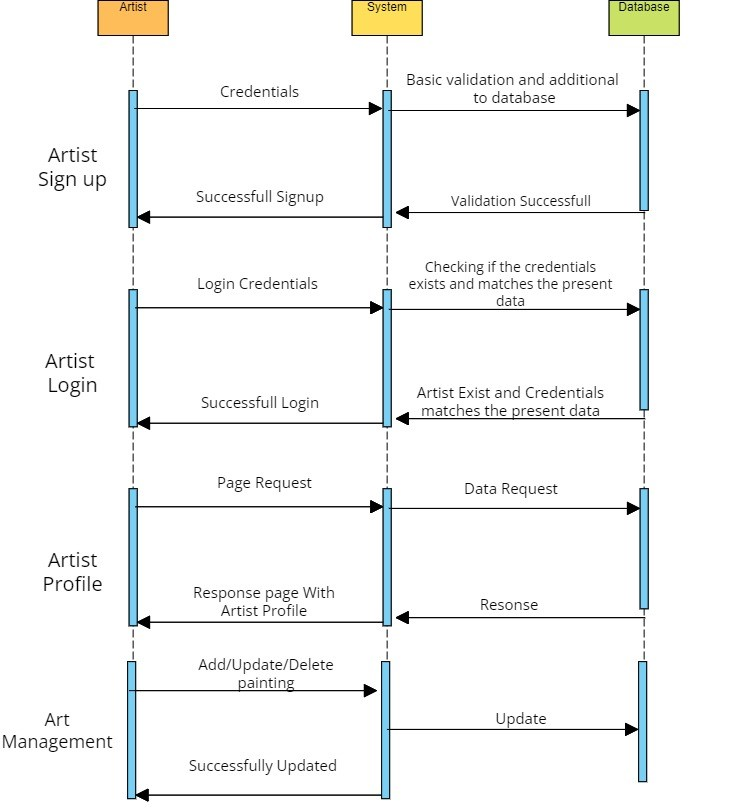 Artist
System
Database
Credentials
Basic validation and additional
to database
Artist
Sign up
Successfull Signup
Validation Successfull
Login Credentials
Checking if the credentials
exists and matches the present
data
Artist
Login
Successfull Login
Artist Exist and Credentials
matches the present data
Page Request
Data Request
Artist
Profile
Response page With
Artist Profile
Resonse
Add/Update/Delete
painting
Art
Management
Update
Successfully Updated